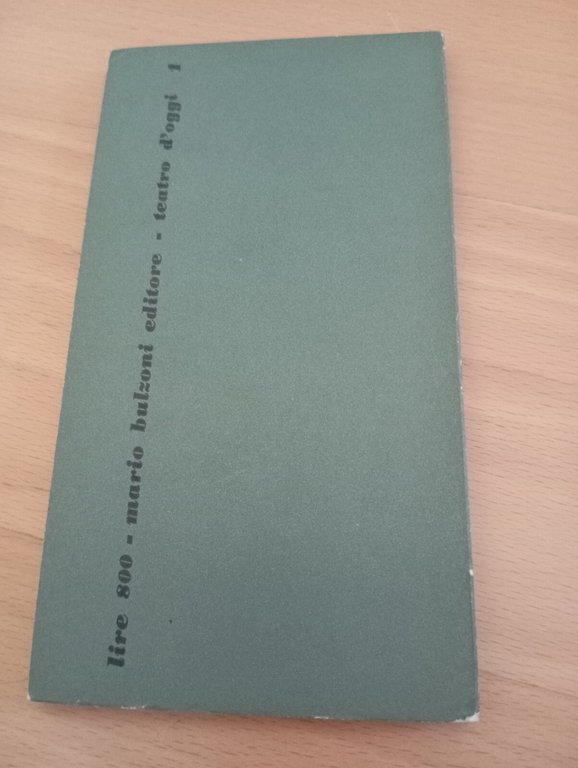 lire 800 - mario bulzoni editore - teatro d'oggi 1